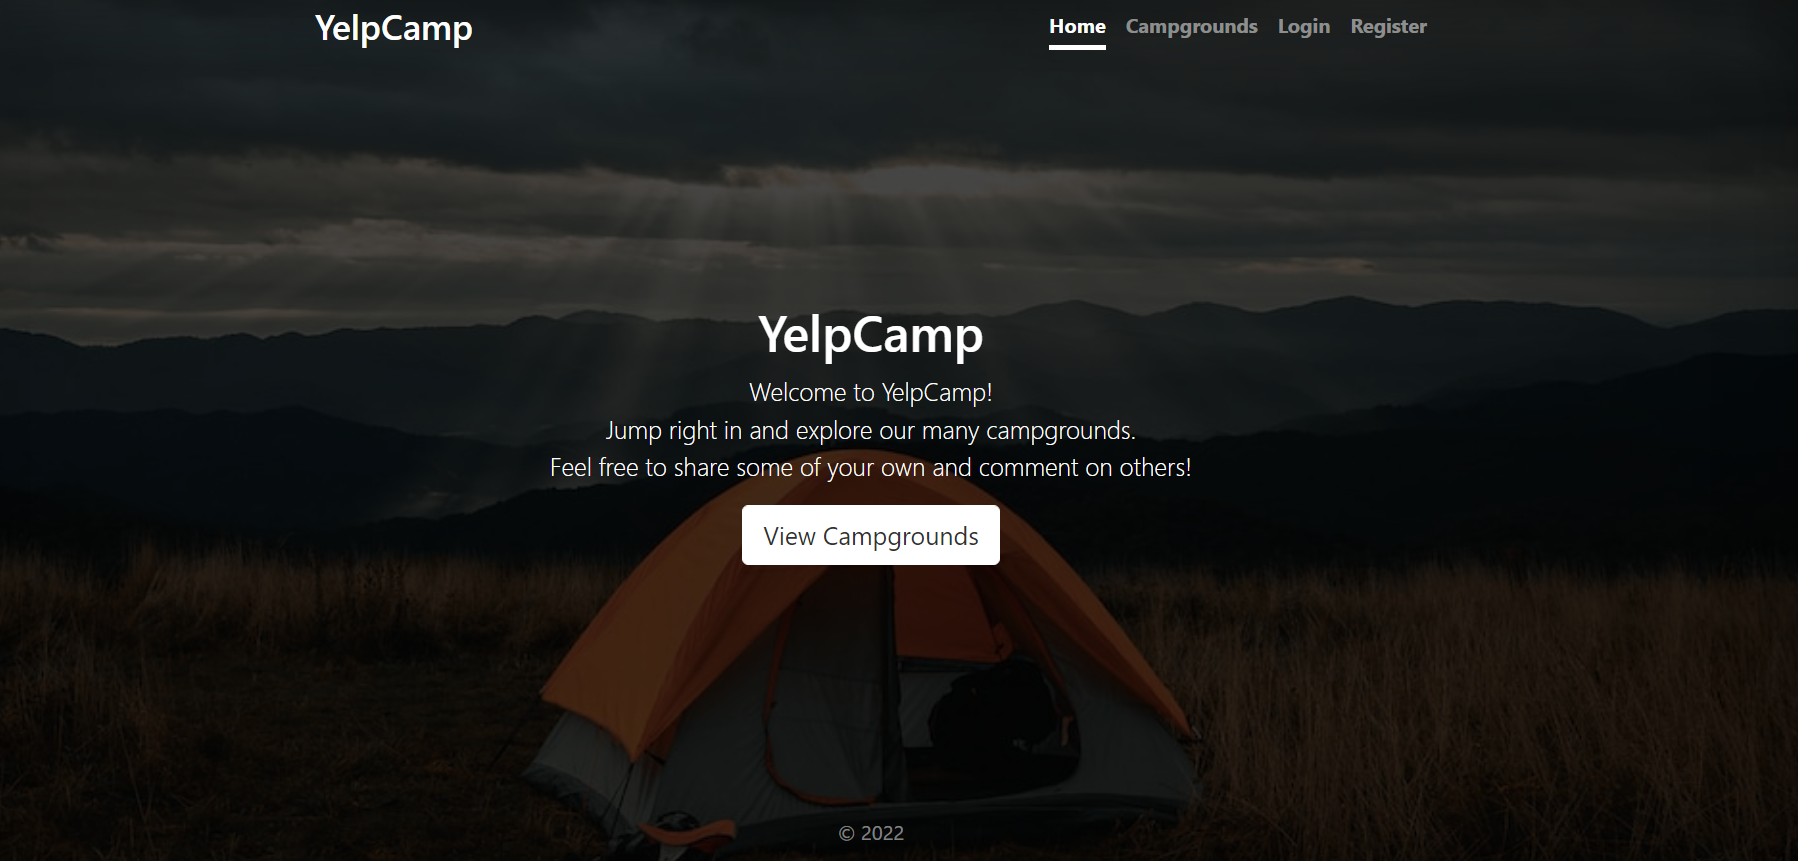 YelpCamp
Home Campgrounds Login Register
YelpCamp
Welcome to YelpCamp!
Jump right in and explore our many campgrounds.
Feel free to share some of your own and comment on others!
View Campgrounds
© 2022